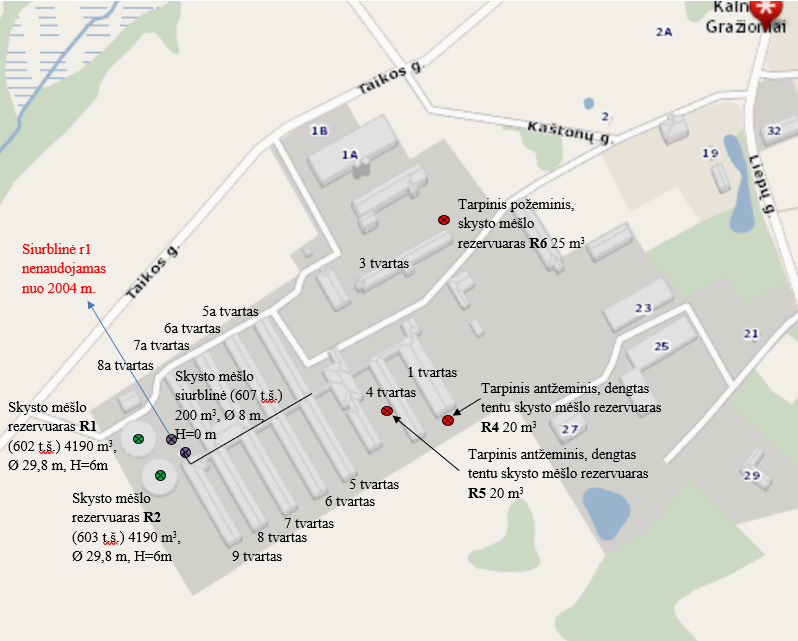 Kaln
Gražioniai
2A
Taikos g.
1B
1A
2
Kaštonų g.
32
19
Liepų g.
Tarpinis požeminis,
skysto mėšlo
rezervuaras R6 25 m³
Siurblinė r1
nenaudojamas
nuo 2004 m.
Taikos g.
3 tvartas
5a tvartas
6a tvartas
7a tvartas
8a tvartas
23
21
25
Skysto mėšlo
siurblinė (607 t.š.)
200 m³, Ø 8 m,
H=0 m
1 tvartas
4 tvartas
Tarpinis antžeminis, dengtas
tentu skysto mėšlo rezervuaras
R4 20 m³
27
Skysto mėšlo
rezervuaras R1
(602 t.š.) 4190 m³,
Ø 29,8 m, H=6m
Tarpinis antžeminis, dengtas
tentu skysto mėšlo rezervuaras
R5 20 m³
29
Skysto mėšlo
rezervuaras R2
(603 t.š.) 4190 m³,
Ø 29,8 m, H=6m
5 tvartas
6 tvartas
7 tvartas
8 tvartas
9 tvartas